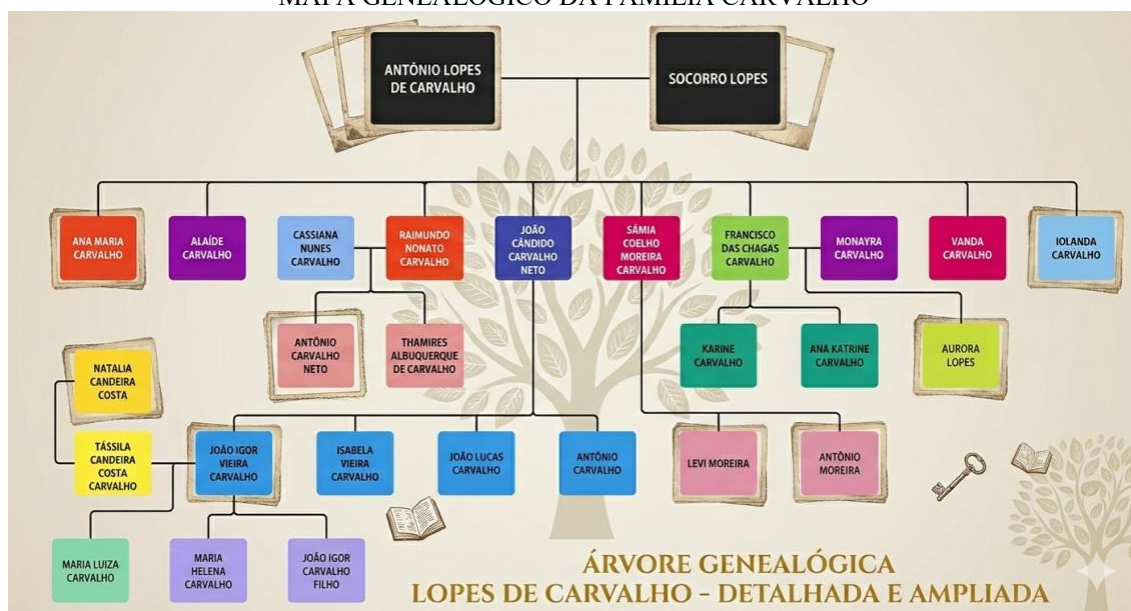 MAPA GENEALÓGICO DA FAMÍLIA CARVALHO
ANTÔNIO LOPES
DE CARVALHO
SOCORRO LOPES
ANA MARIA
CARVALHO
ALAÍDE
CARVALHO
CASSIANA
NUNES
CARVALHO
RAIMUNDO
NONATO
CARVALHO
JOÃO
CÂNDIDO
CARVALHO
NETO
SÂMIA
COELHO
MOREIRA
CARVALHO
FRANCISCO
DAS CHAGAS
CARVALHO
MONAYRA
CARVALHO
VANDA
CARVALHO
IOLANDA
CARVALHO
ANTÔNIO
CARVALHO
NETO
THAMIRES
ALBUQUERQUE
DE CARVALHO
KARINE
CARVALHO
ANA KATRINE
CARVALHO
AURORA
LOPES
NATALIA
CANDEIRA
COSTA
TÁSSILA
CANDEIRA
COSTA
CARVALHO
JOÃO IGOR
VIEIRA
CARVALHO
ISABELA
VIEIRA
CARVALHO
JOÃO LUCAS
CARVALHO
ANTÔNIO
CARVALHO
LEVI MOREIRA
ANTÔNIO
MOREIRA
MARIA LUIZA
CARVALHO
MARIA
HELENA
CARVALHO
JOÃO IGOR
CARVALHO
FILHO
ÁRVORE GENEALÓGICA
LOPES DE CARVALHO - DETALHADA E AMPLIADA